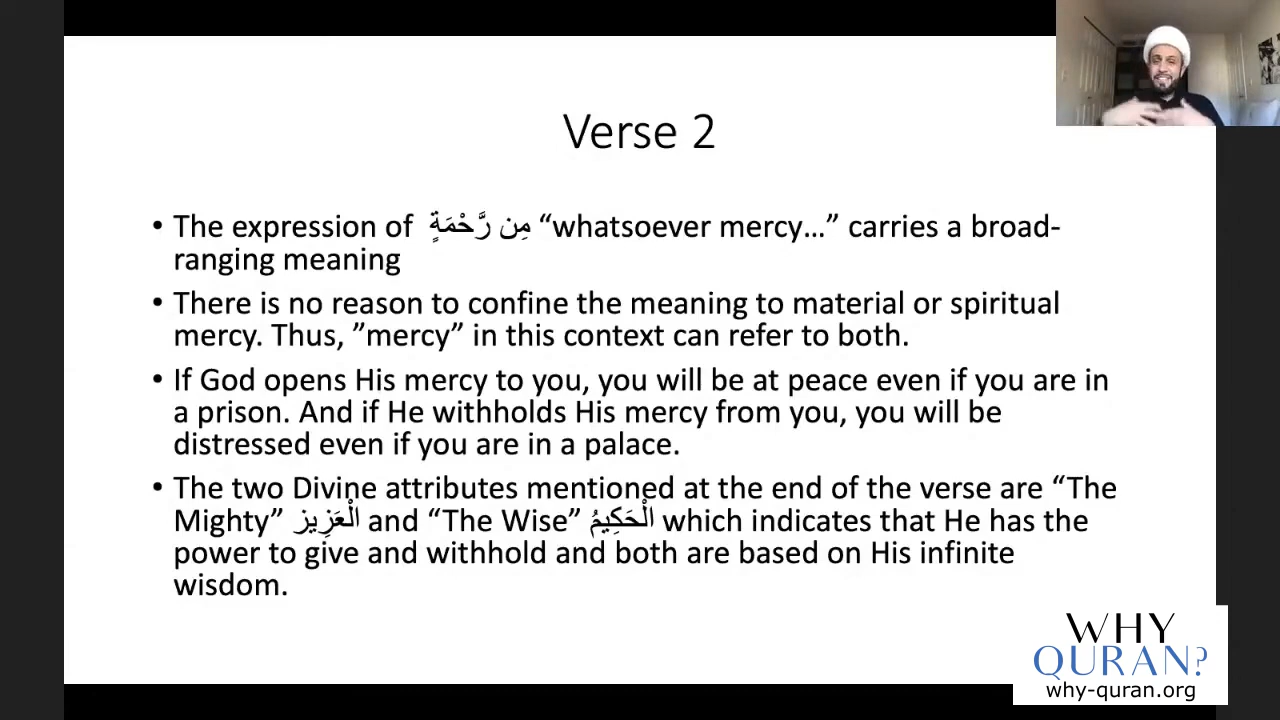 Verse 2
• The expression of مِن رَّحْمَةٍ “whatsoever mercy…” carries a broad-
ranging meaning
• There is no reason to confine the meaning to material or spiritual
mercy. Thus, ”mercy” in this context can refer to both.
• If God opens His mercy to you, you will be at peace even if you are in
a prison. And if He withholds His mercy from you, you will be
distressed even if you are in a palace.
• The two Divine attributes mentioned at the end of the verse are “The
Mighty” الْعَزِيز and “The Wise” الْحَكِيمُ which indicates that He has the
power to give and withhold and both are based on His infinite
wisdom.
WHY
QURAN?
why-quran.org